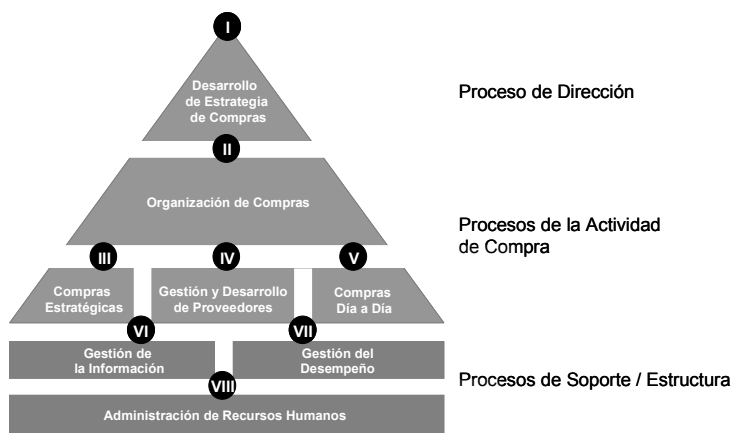 I
Desarrollo
de Estrategia
de Compras
Proceso de Dirección
II
Organización de Compras
Procesos de la Actividad
de Compra
III
IV
V
Compras
Estratégicas
Gestión y Desarrollo
de Proveedores
Compras
Día a Día
VI
VII
Gestión de
la Información
Gestión del
Desempeño
Procesos de Soporte / Estructura
VIII
Administración de Recursos Humanos